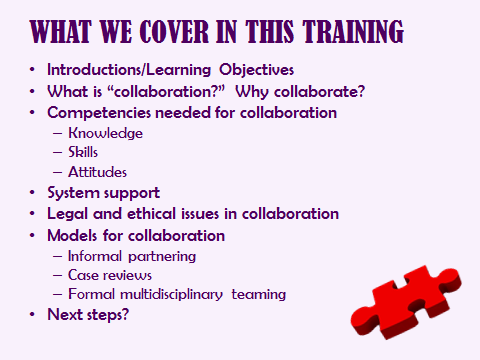 WHAT WE COVER IN THIS TRAINING
• Introductions/Learning Objectives
• What is “collaboration?” Why collaborate?
• Competencies needed for collaboration
– Knowledge
– Skills
– Attitudes
• System support
• Legal and ethical issues in collaboration
• Models for collaboration
– Informal partnering
– Case reviews
– Formal multidisciplinary teaming
• Next steps?